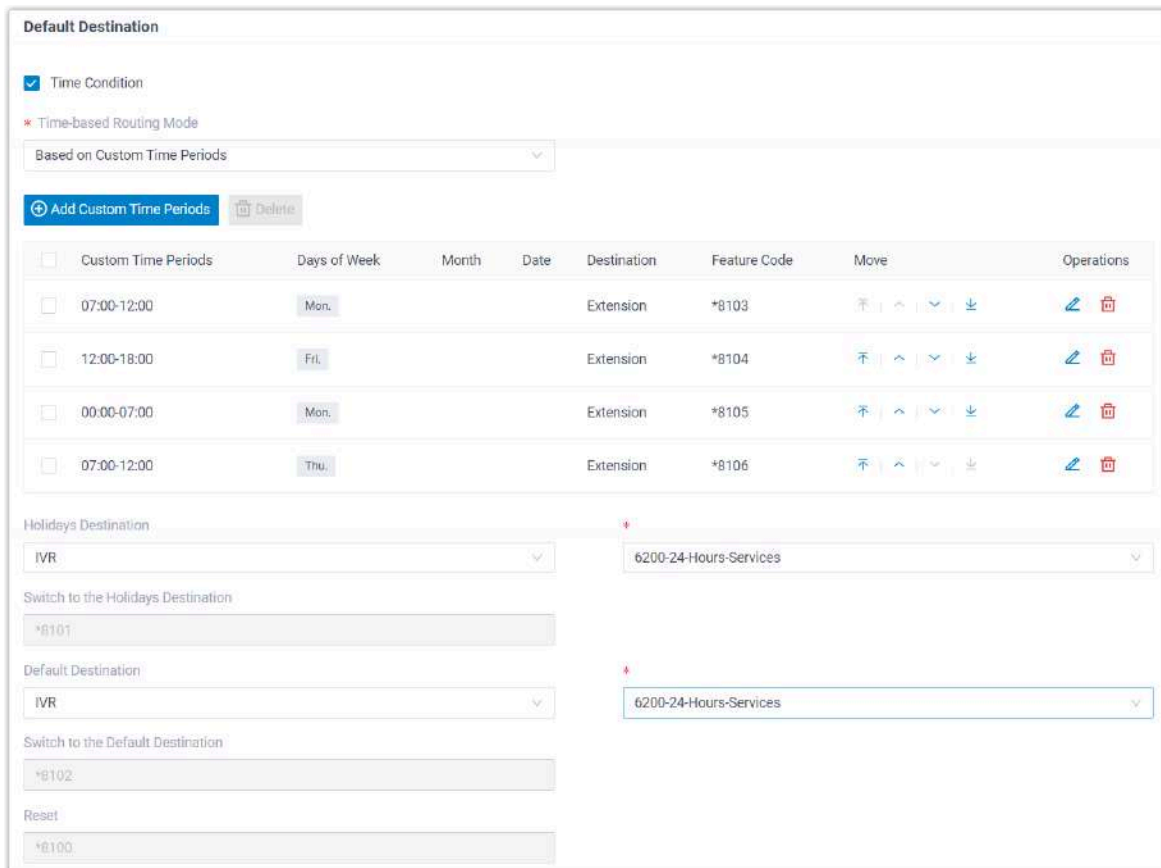 Default Destination
Time Condition
* Time-based Routing Mode
Based on Custom Time Periods
Add Custom Time Periods Delete
Custom Time Periods Days of Week Month Date Destination Feature Code Move Operations
07:00-12:00 Mon. Extension *8103
12:00-18:00 Fri. Extension *8104
00:00-07:00 Mon. Extension *8105
07:00-12:00 Thu. Extension *8106
Holidays Destination *
IVR 6200-24-Hours-Services
Switch to the Holidays Destination
*8101
Default Destination *
IVR 6200-24-Hours-Services
Switch to the Default Destination
*8102
Reset
*8100